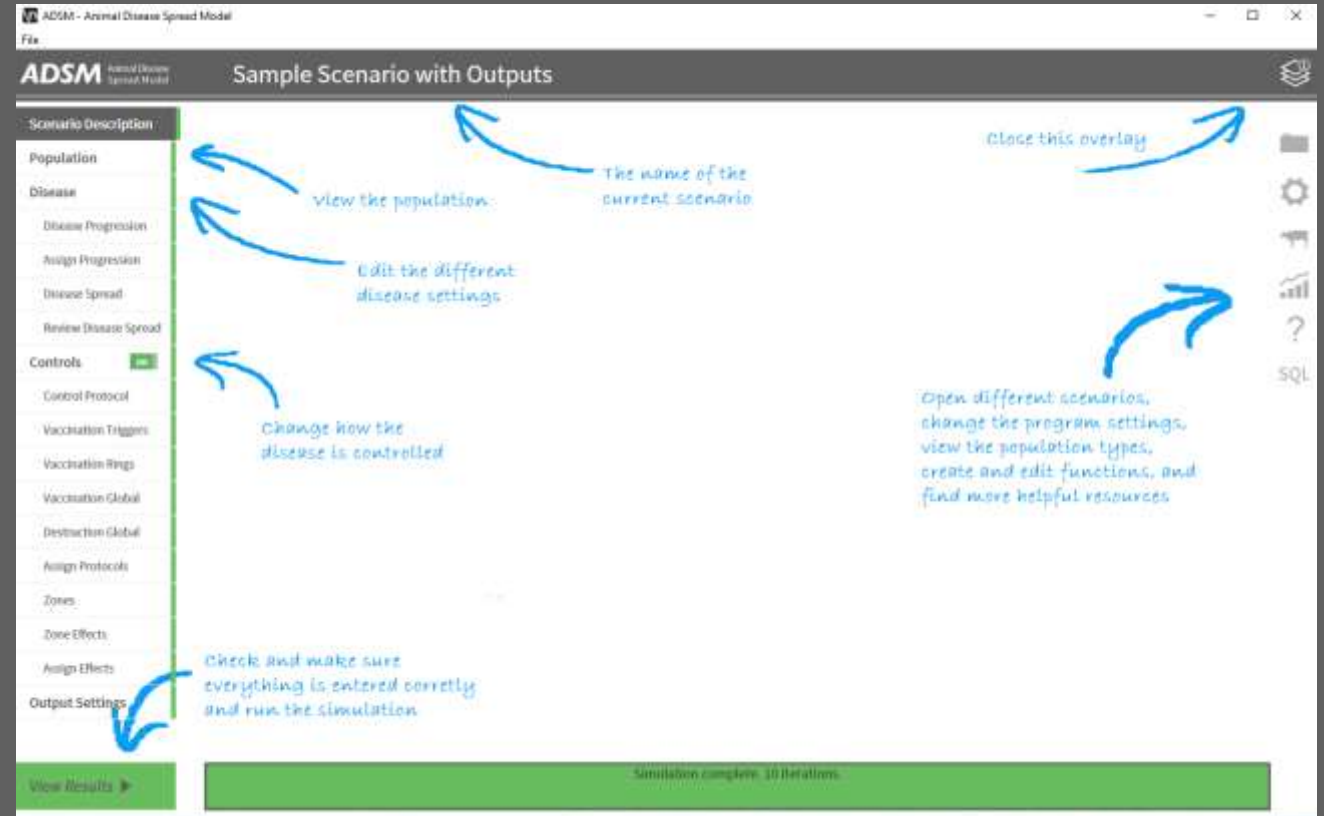 ADSM - Animal Disease Spread Model
File
ADSM Animal Disease
Spread Model
Sample Scenario with Outputs
Scenario Description
Population
Disease
Disease Progression
Assign Progression
Disease Spread
Review Disease Spread
Controls
Control Protocol
Vaccination Triggers
Vaccination Rings
Vaccination Global
Destruction Global
Assign Protocols
Zones
Zone Effects
Assign Effects
Output Settings
View Results
View the population
Edit the different
disease settings
Change how the
disease is controlled
Check and make sure
everything is entered corretly
and run the simulation
The name of the
current scenario
Close this overlay
?
SQL
Open different scenarios,
change the program settings,
view the population types,
create and edit functions, and
find more helpful resources
Simulation complete. 10 iterations.